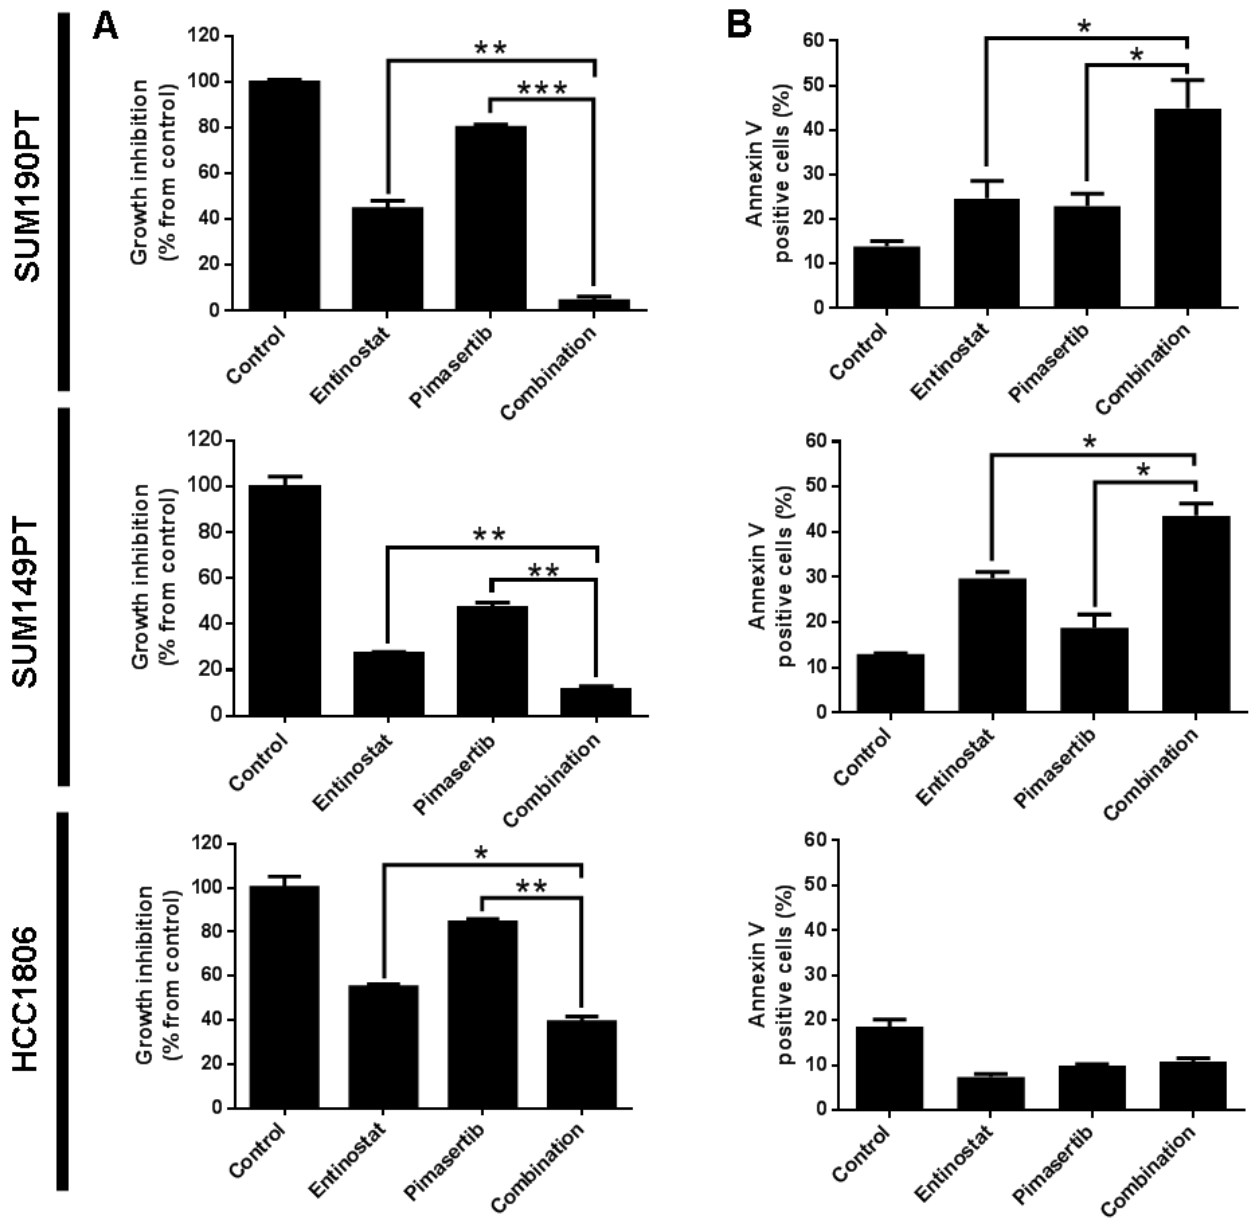 A
B
SUM190PT
Growth inhibition
(% from control)
120
100
80
60
40
20
0
**
***
Control
Entinostat
Pimasertib
Combination
Annexin V
positive cells (%)
60
50
40
30
20
10
0
*
*
Control
Entinostat
Pimasertib
Combination
SUM149PT
Growth inhibition
(% from control)
120
100
80
60
40
20
0
**
**
Control
Entinostat
Pimasertib
Combination
Annexin V
positive cells (%)
60
50
40
30
20
10
0
*
*
Control
Entinostat
Pimasertib
Combination
HCC1806
Growth inhibition
(% from control)
120
100
80
60
40
20
0
*
**
Control
Entinostat
Pimasertib
Combination
Annexin V
positive cells (%)
60
50
40
30
20
10
0
Control
Entinostat
Pimasertib
Combination